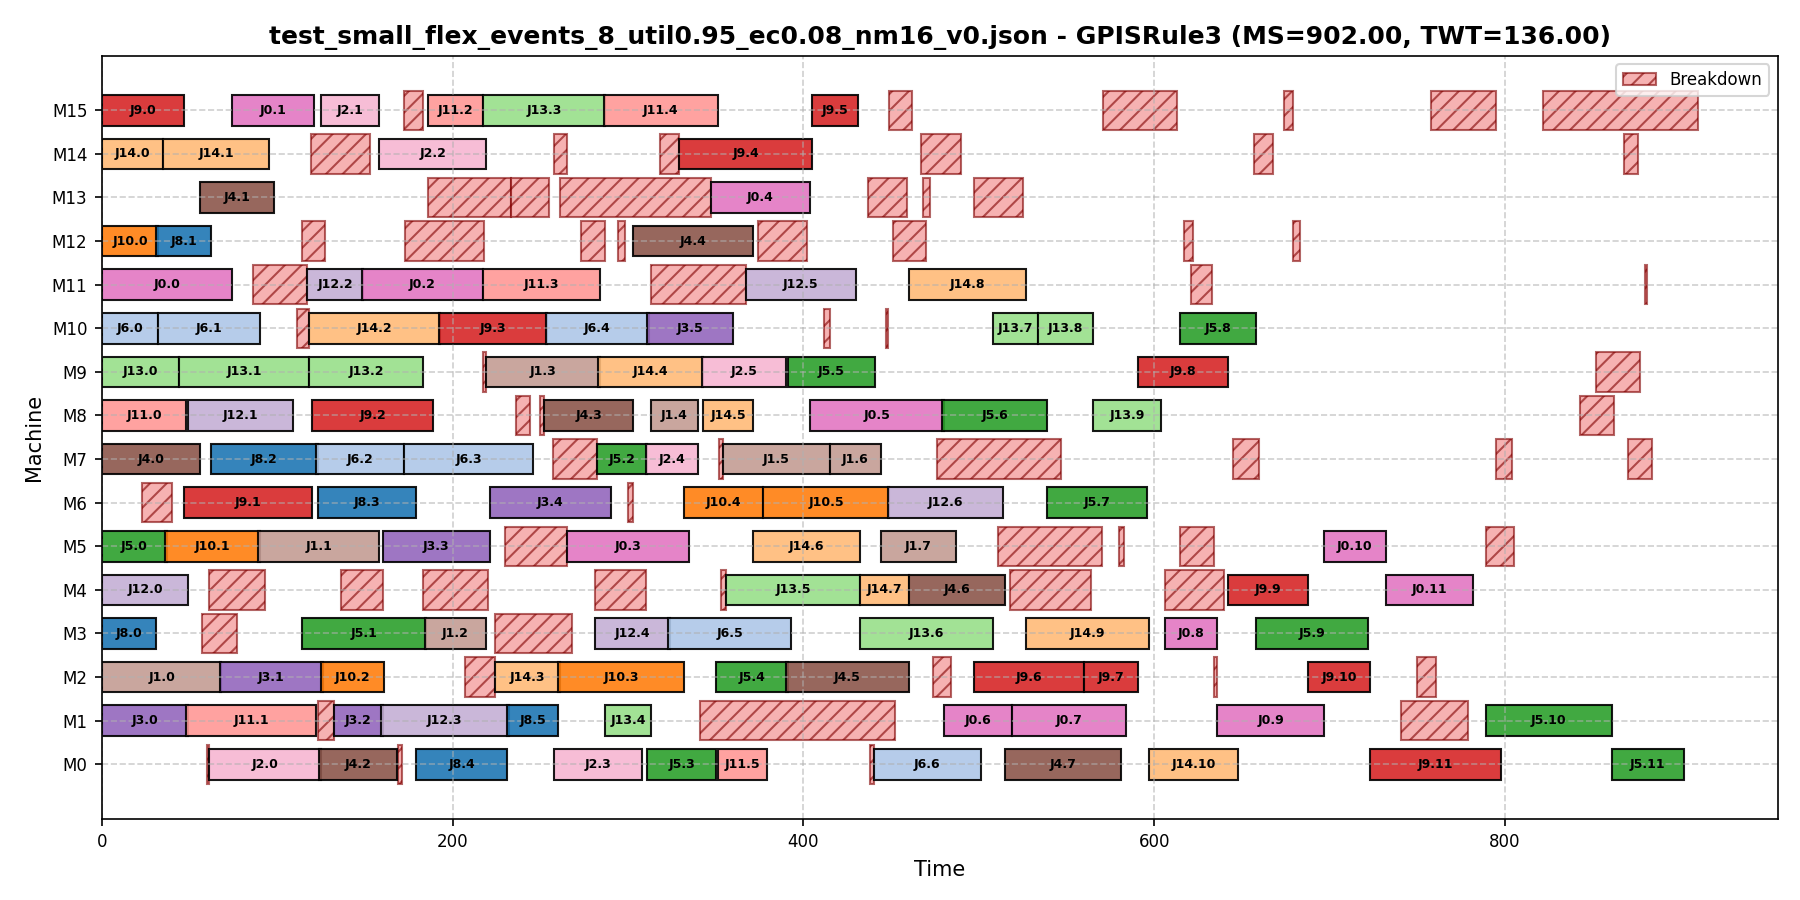 test_small_flex_events_8_util0.95_ec0.08_nm16_v0.json - GPISRule3 (MS=902.00, TWT=136.00)
Breakdown
M15 J9.0 J0.1 J2.1 J11.2 J13.3 J11.4 J9.5
M14 J14.0 J14.1 J2.2 J9.4
M13 J4.1 J0.4
M12 J10.0 J8.1 J4.4
M11 J0.0 J12.2 J0.2 J11.3 J12.5 J14.8
M10 J6.0 J6.1 J14.2 J9.3 J6.4 J3.5 J13.7 J13.8 J5.8
M9 J13.0 J13.1 J13.2 J1.3 J14.4 J2.5 J5.5 J9.8
M8 J11.0 J12.1 J9.2 J4.3 J1.4 J14.5 J0.5 J5.6 J13.9
M7 J4.0 J8.2 J6.2 J6.3 J5.2 J2.4 J1.5 J1.6
M6 J9.1 J8.3 J3.4 J10.4 J10.5 J12.6 J5.7
M5 J5.0 J10.1 J1.1 J3.3 J0.3 J14.6 J1.7 J0.10
M4 J12.0 J13.5 J14.7 J4.6 J9.9 J0.11
M3 J8.0 J5.1 J1.2 J12.4 J6.5 J13.6 J14.9 J0.8 J5.9
M2 J1.0 J3.1 J10.2 J14.3 J10.3 J5.4 J4.5 J9.6 J9.7 J9.10
M1 J3.0 J11.1 J3.2 J12.3 J8.5 J13.4 J0.6 J0.7 J0.9 J5.10
M0 J2.0 J4.2 J8.4 J2.3 J5.3 J11.5 J6.6 J4.7 J14.10 J9.11 J5.11
0 200 400 600 800
Time
Machine